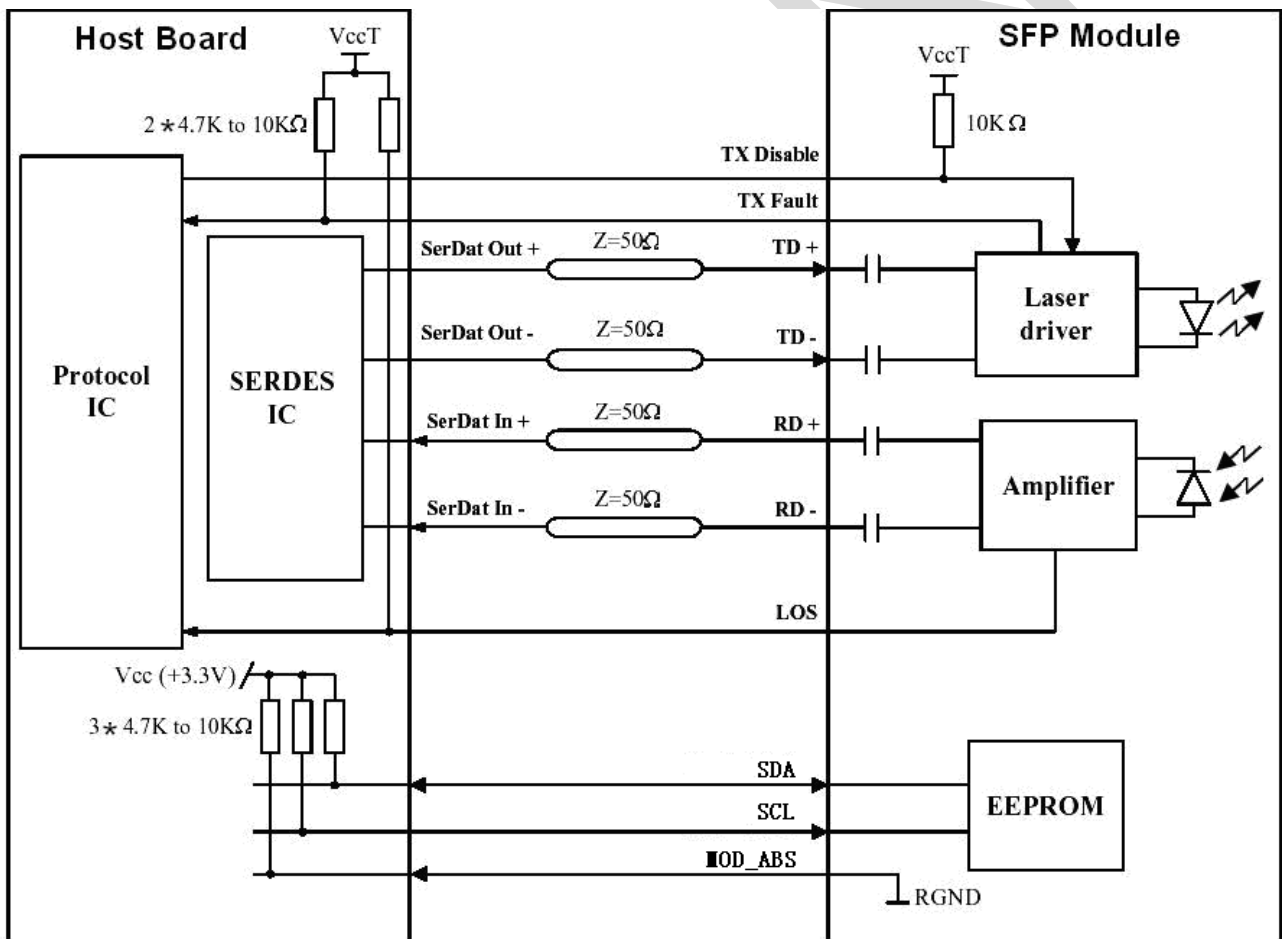 Host Board
VccT
SFP Module
VccT
2*4.7K to 10KΩ
10KΩ
TX Disable
TX Fault
SerDat Out +
Z=50Ω
TD +
SerDat Out -
Z=50Ω
TD -
Laser
driver
Protocol
IC
SERDES
IC
SerDat In +
Z=50Ω
RD +
SerDat In -
Z=50Ω
RD -
Amplifier
LOS
Vcc (+3.3V)
3* 4.7K to 10KΩ
SDA
SCL
MOD_ABS
EEPROM
RGND